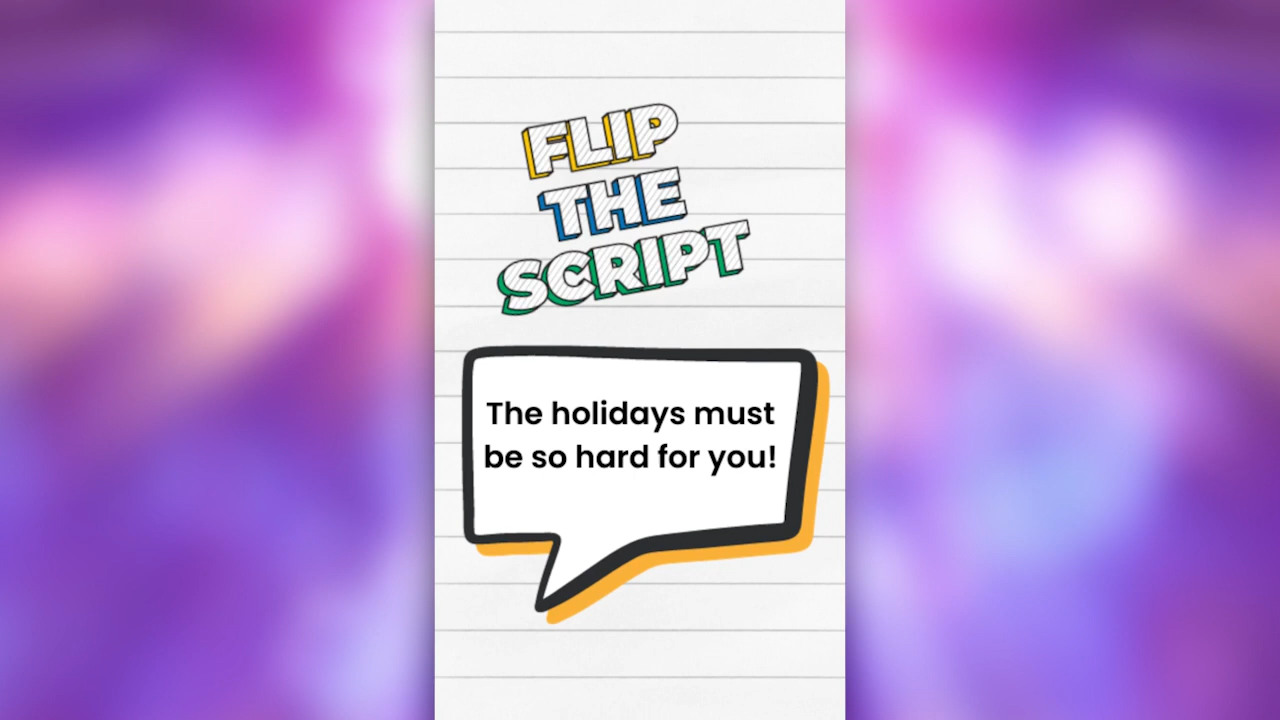 FLIP
THE
SCRIPT
The holidays must
be so hard for you!